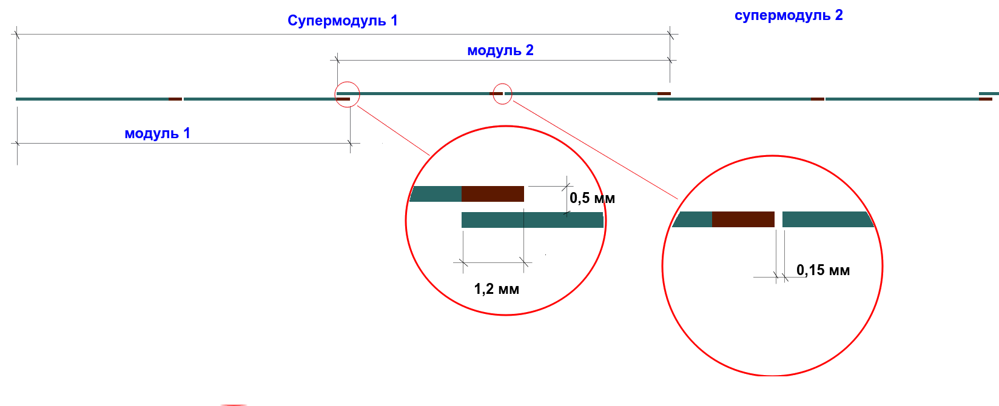 Супермодуль 1
супермодуль 2
модуль 2
модуль 1
0,5 мм
1,2 мм
0,15 мм